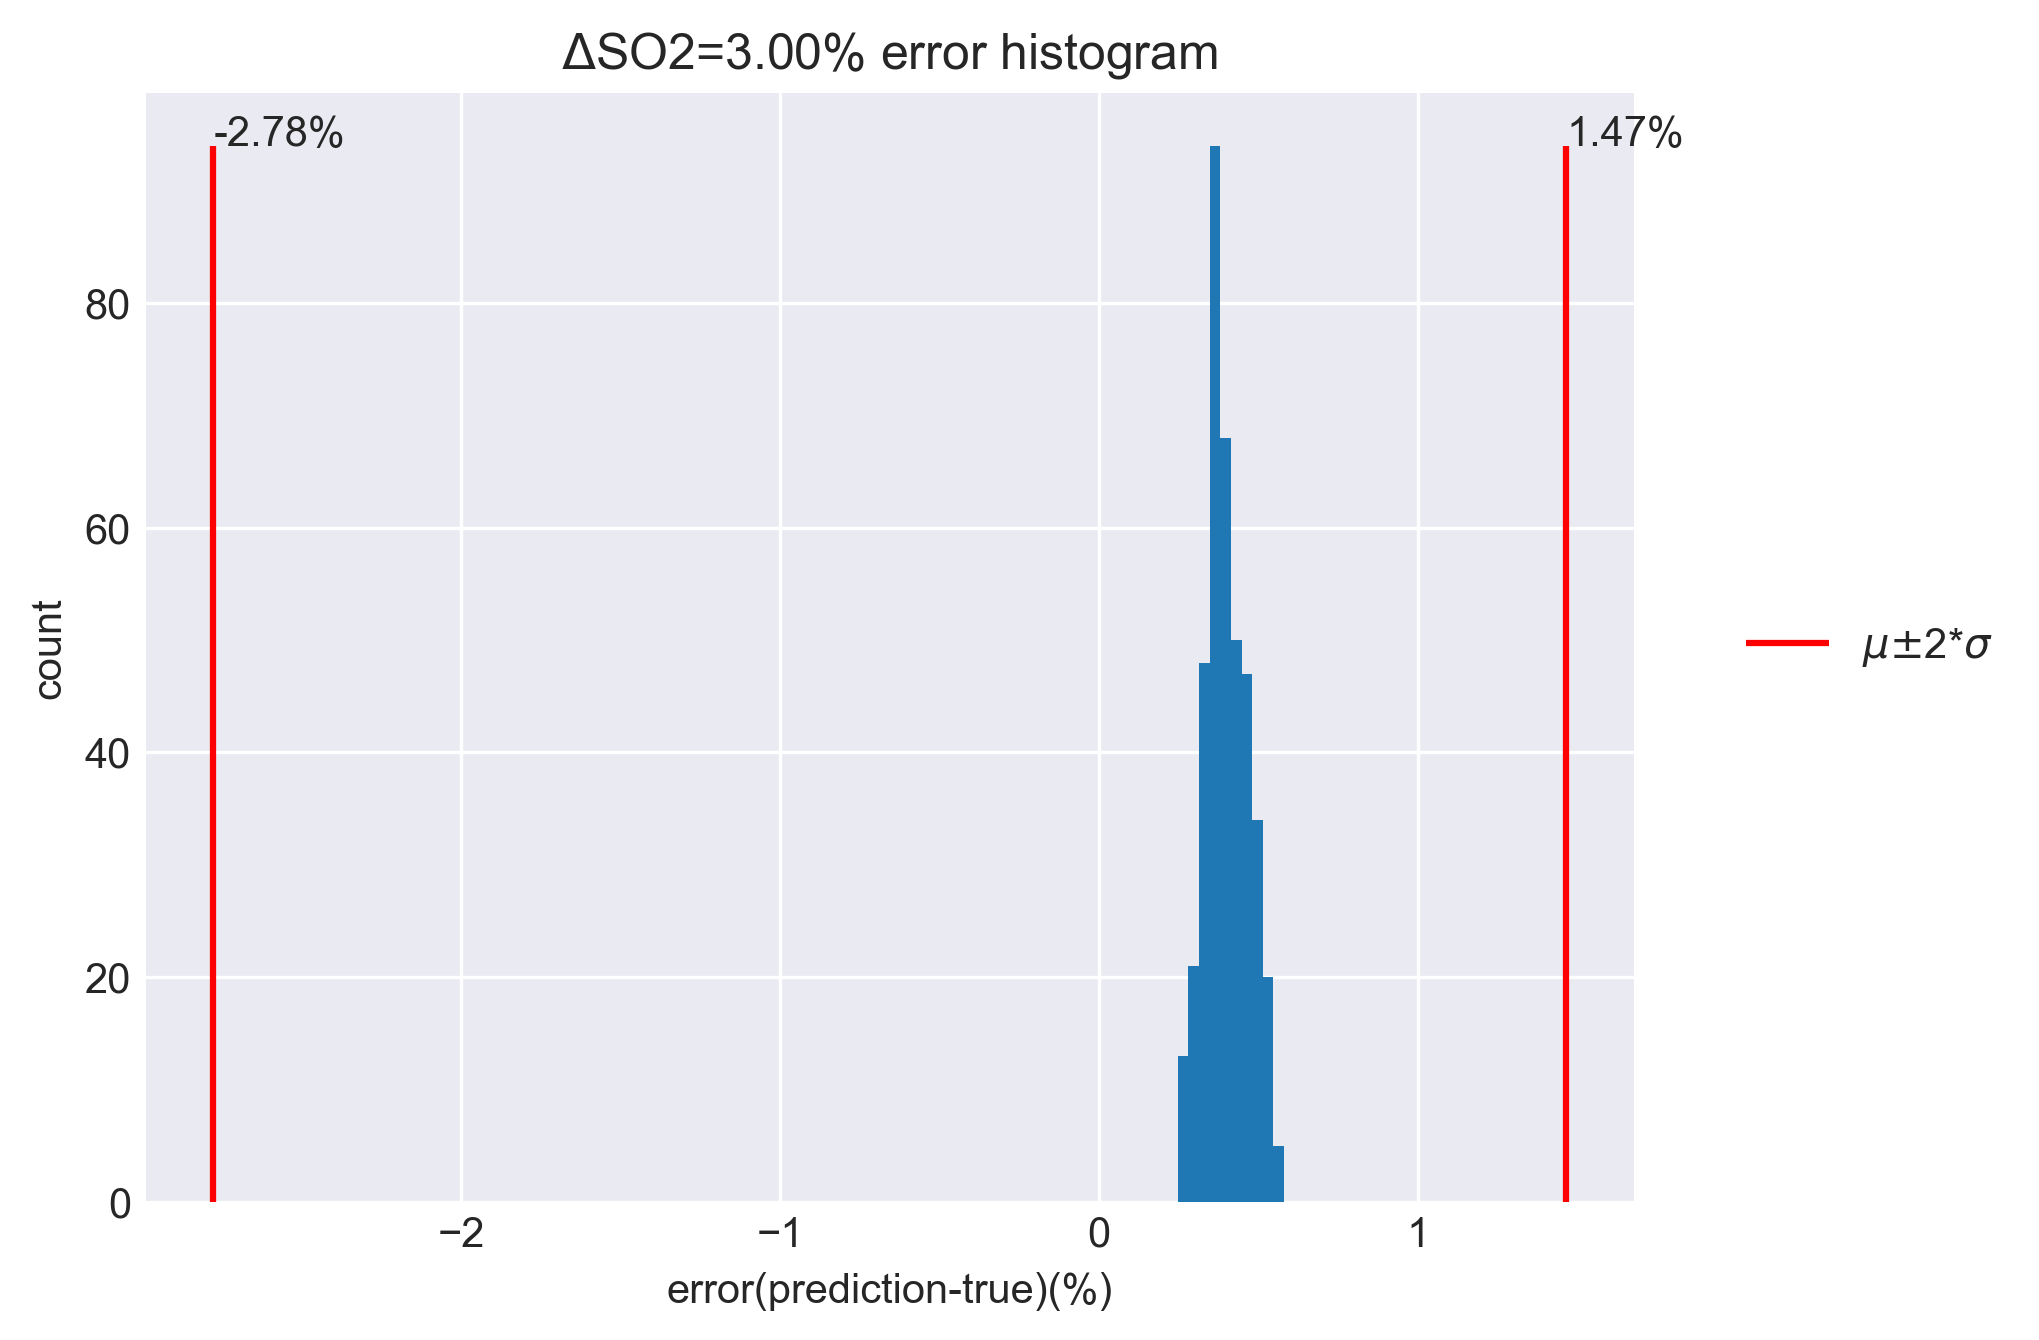 ΔSO2=3.00% error histogram
-2.78%
1.47%
80
60
40
20
0
count
μ±2*σ
−2
−1
0
1
error(prediction-true)(%)